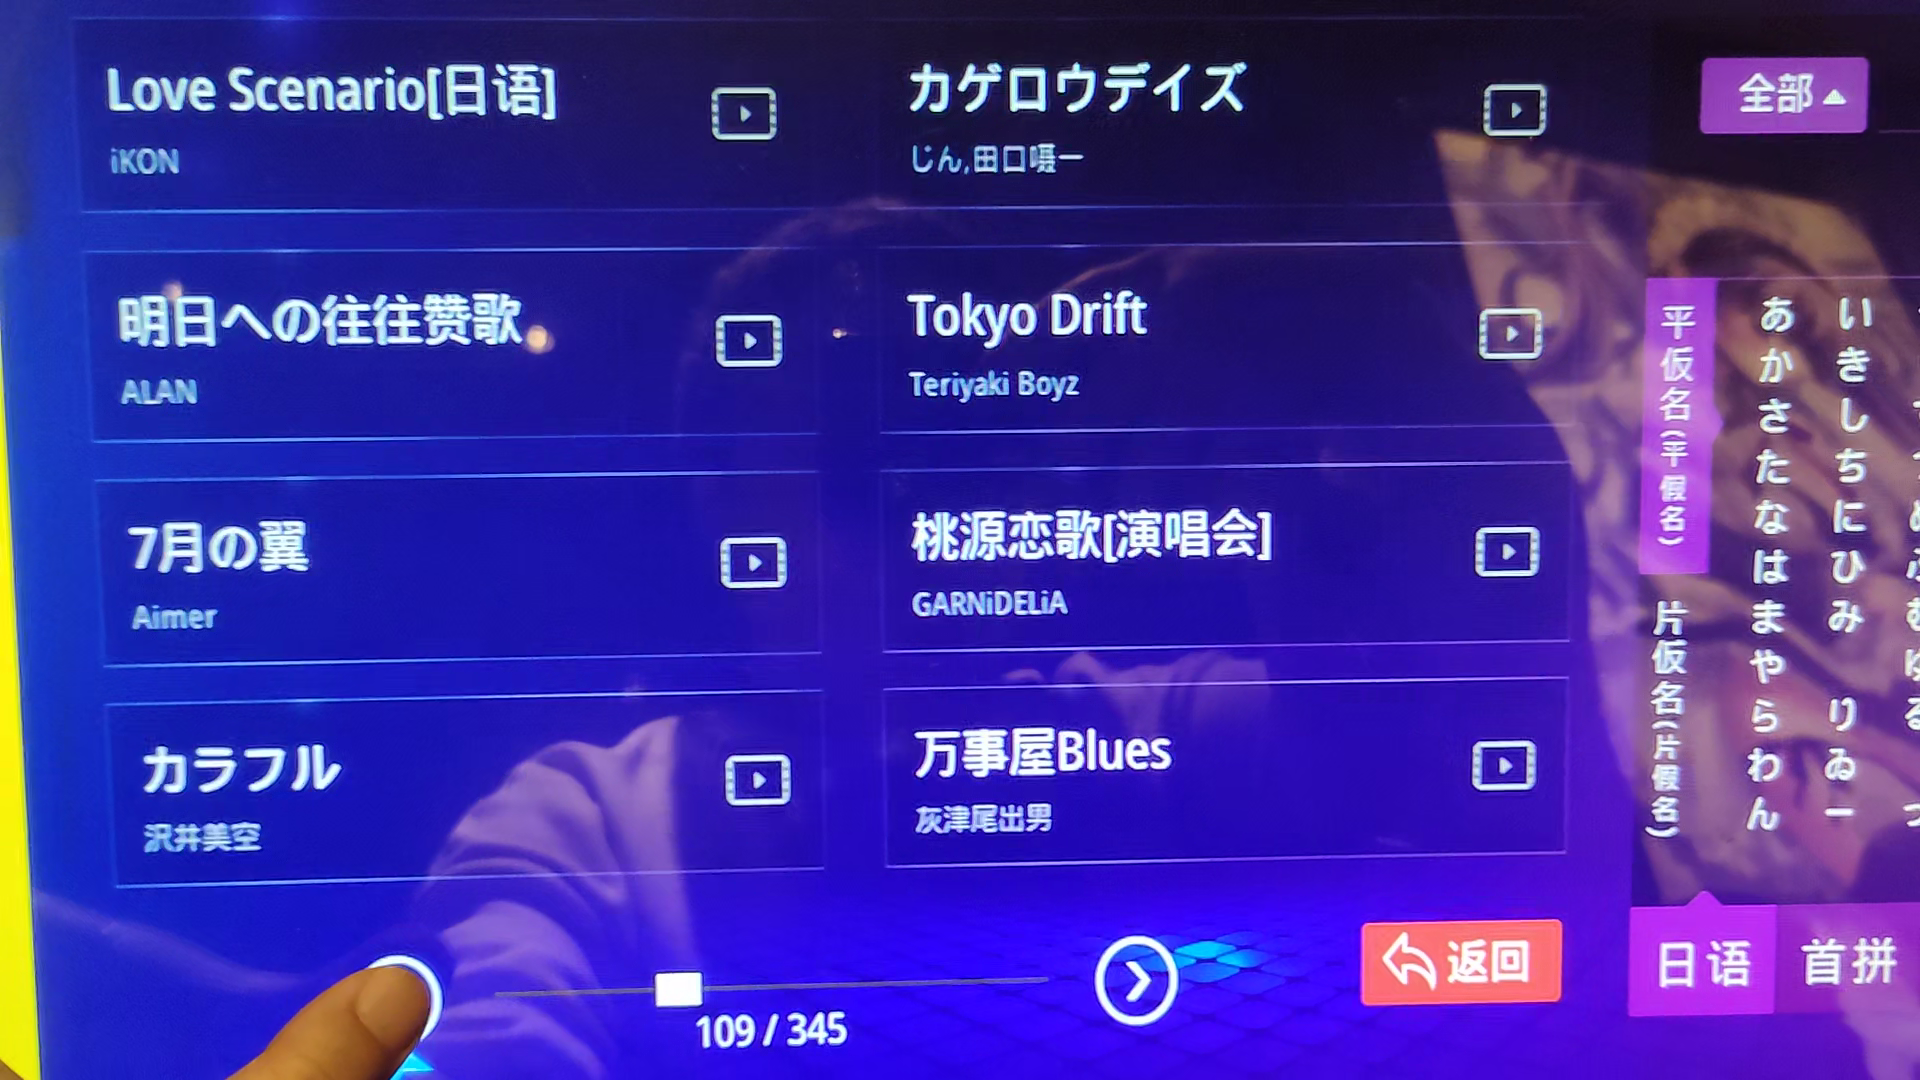 Love Scenario[日语]
iKON
カゲロウデイズ
じん,田口囁一
明日への往往赞歌
ALAN
Tokyo Drift
Teriyaki Boyz
7月の翼
Aimer
桃源恋歌[演唱会]
GARNiDELiA
カラフル
沢井美空
万事屋Blues
灰津尾出男
109 / 345
返回
全部
平仮名(平假名)
片仮名(片假名)
あかさたなはまやらわん
いきしちにひみ りゐー
日语
首拼